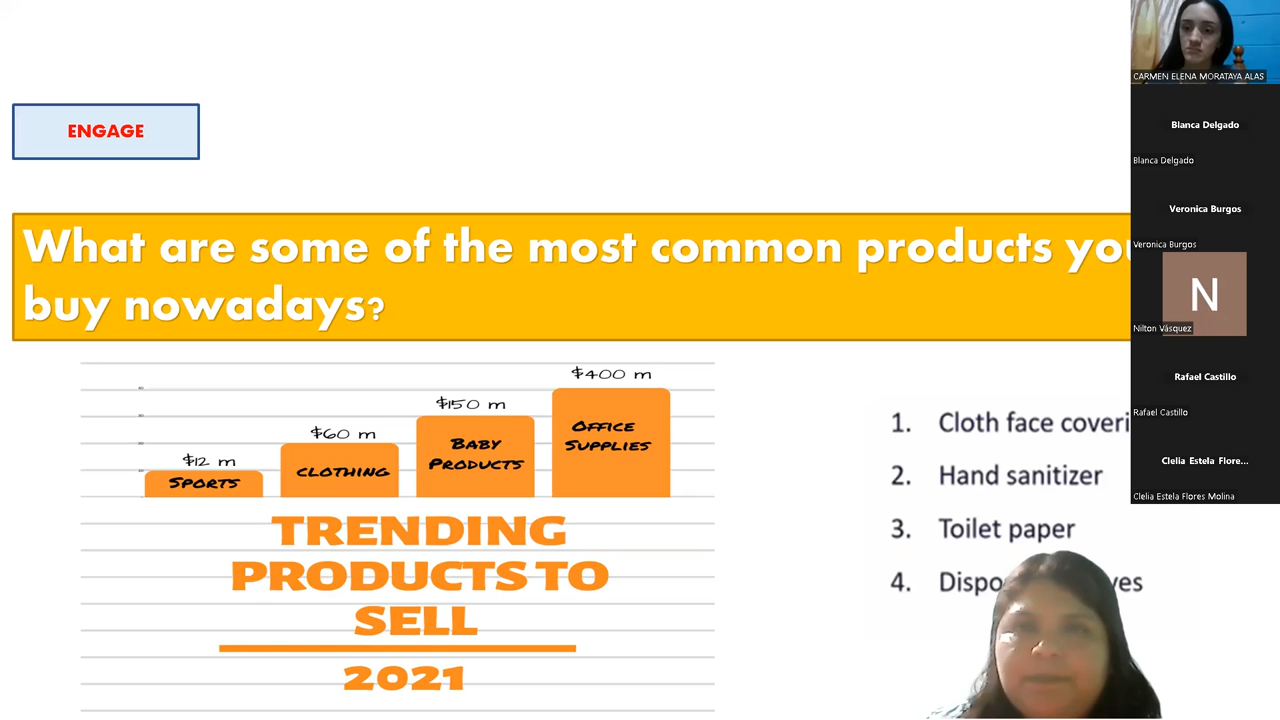 ENGAGE
What are some of the most common products you
buy nowadays?
$400 m
$150 m
$60 m
$12 m
OFFICE
SUPPLIES
BABY
PRODUCTS
CLOTHING
SPORTS
TRENDING
PRODUCTS TO
SELL
2021
1. Cloth face coveri
2. Hand sanitizer
3. Toilet paper
4. Dispo ves
CARMEN ELENA MORATAYA ALAS
Blanca Delgado
Blanca Delgado
Veronica Burgos
Veronica Burgos
N
Nilton Vásquez
Rafael Castillo
Rafael Castillo
Clelia Estela Flore...
Clelia Estela Flores Molina